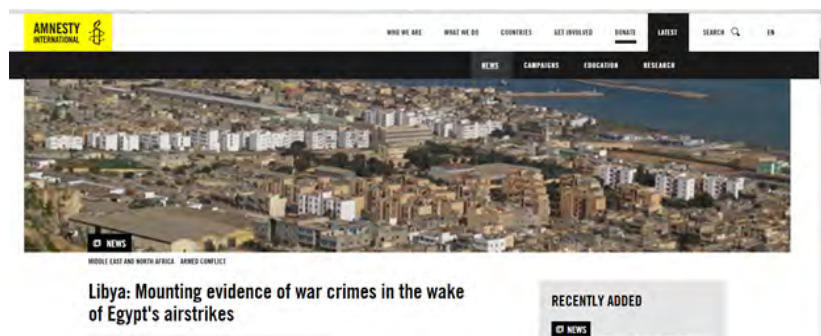 AMNESTY
INTERNATIONAL
WHO WE ARE WHAT WE DO COUNTRIES GET INVOLVED DONATE LATEST SEARCH EN
NEWS CAMPAIGNS EDUCATION RESEARCH
NEWS
MIDDLE EAST AND NORTH AFRICA ARMED CONFLICT
Libya: Mounting evidence of war crimes in the wake
of Egypt's airstrikes
RECENTLY ADDED
NEWS